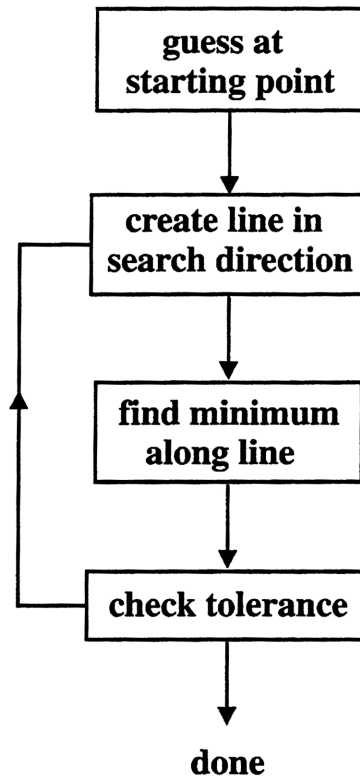 guess at
starting point
create line in
search direction
find minimum
along line
check tolerance
done